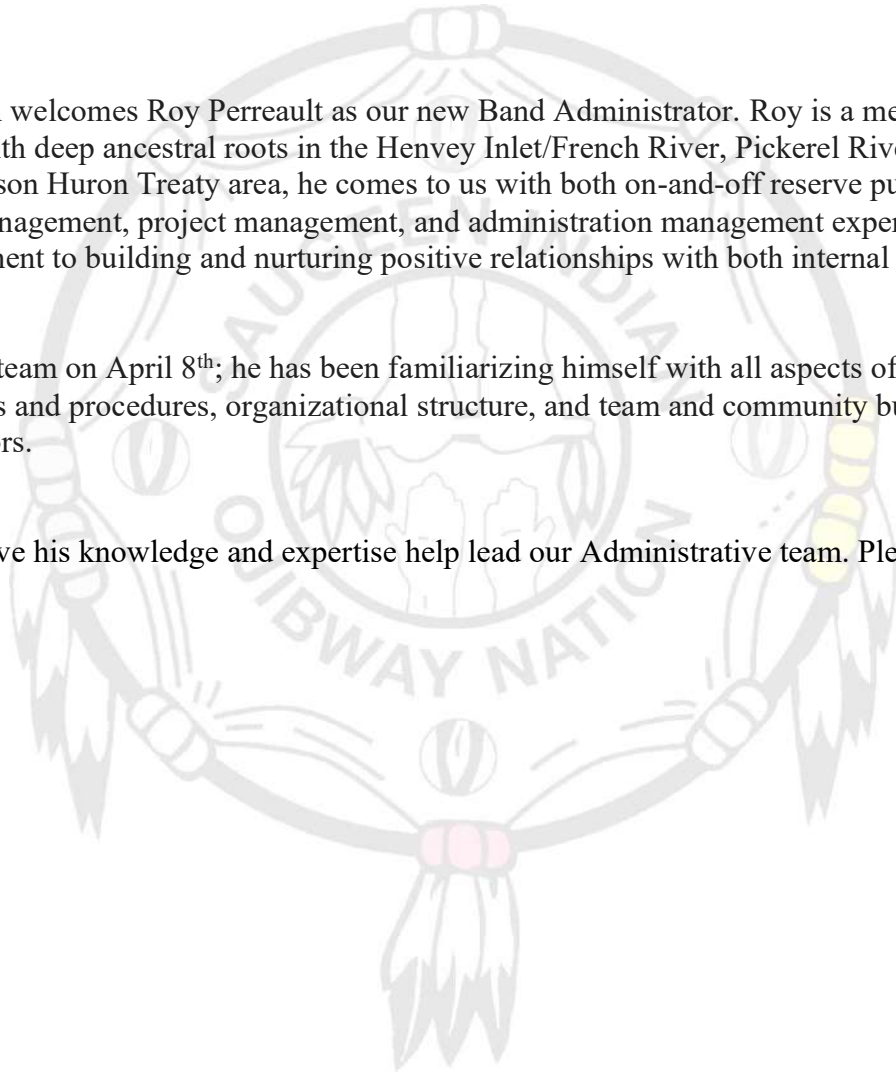 welcomes Roy Perreault as our new Band Administrator. Roy is a me
th deep ancestral roots in the Henvey Inlet/French River, Pickerel Rive
son Huron Treaty area, he comes to us with both on-and-off reserve pu
nagement, project management, and administration management exper
nent to building and nurturing positive relationships with both internal
team on April 8th; he has been familiarizing himself with all aspects of
s and procedures, organizational structure, and team and community bu
ors.
ve his knowledge and expertise help lead our Administrative team. Ple
SAUGEEN INDIAN
OJIBWAY NATION